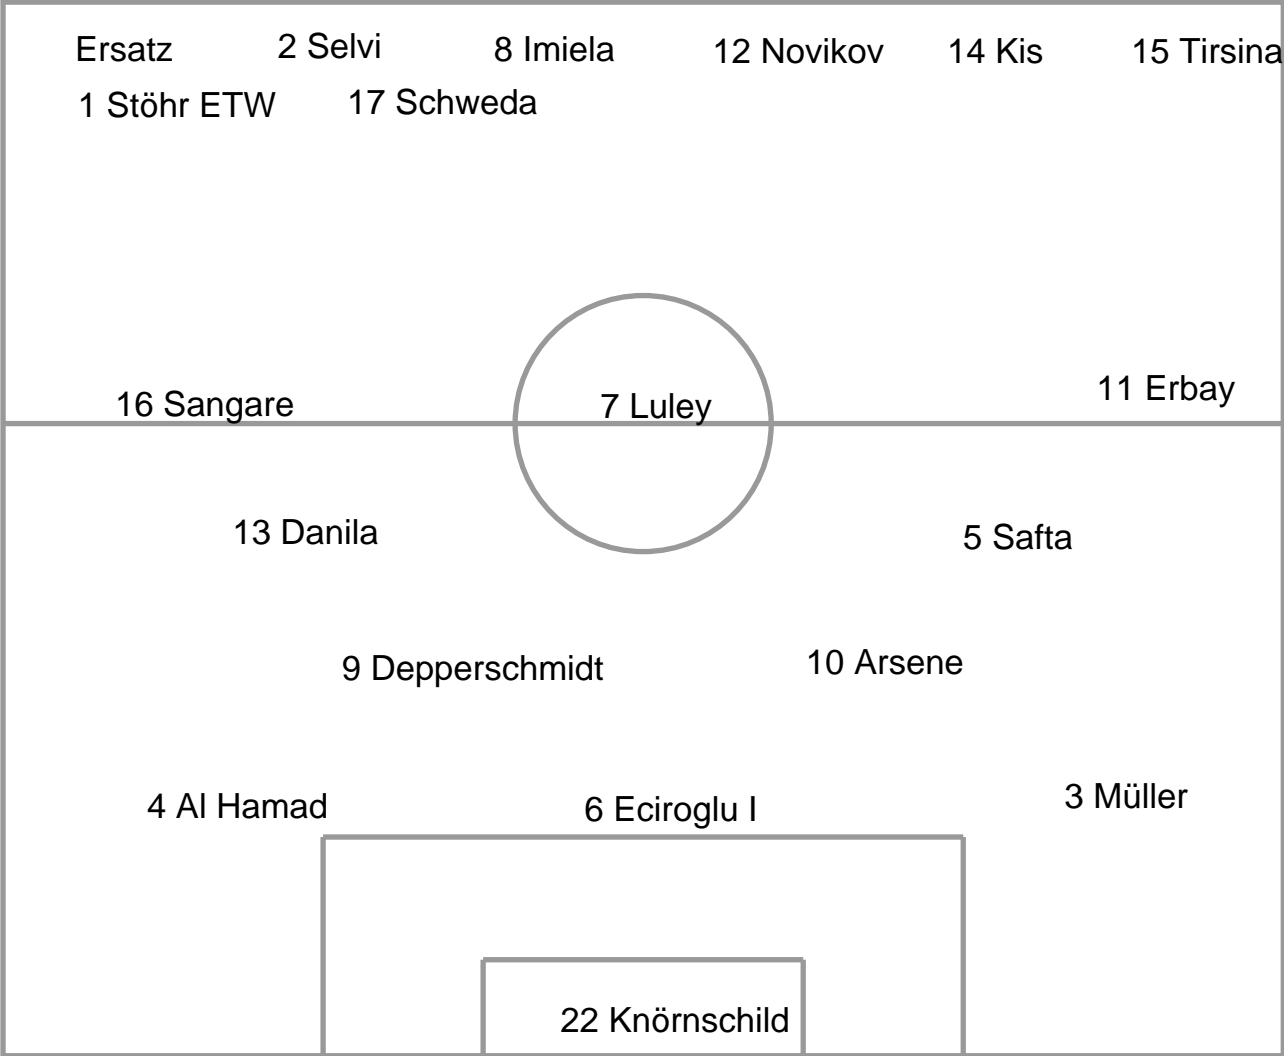 Ersatz 2 Selvi 8 Imiela 12 Novikov 14 Kis 15 Tirsina
1 Stöhr ETW 17 Schweda
16 Sangare 7 Luley 11 Erbay
13 Danila 5 Safta
9 Depperschmidt 10 Arsene
4 Al Hamad 6 Eciroglu I 3 Müller
22 Knörnschild